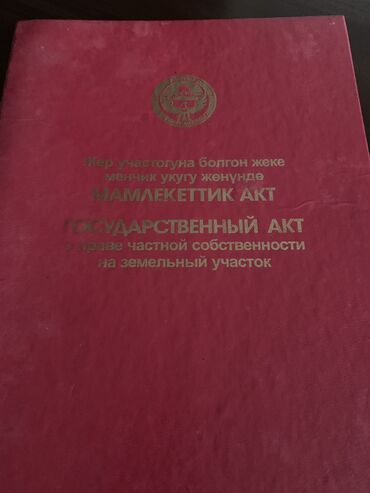 Жер участогуна болгон жеке
менчик укугу жөнүндө
МАМЛЕКЕТТИК АКТ
ГОСУДАРСТВЕННЫЙ АКТ
о праве частной собственности
на земельный участок